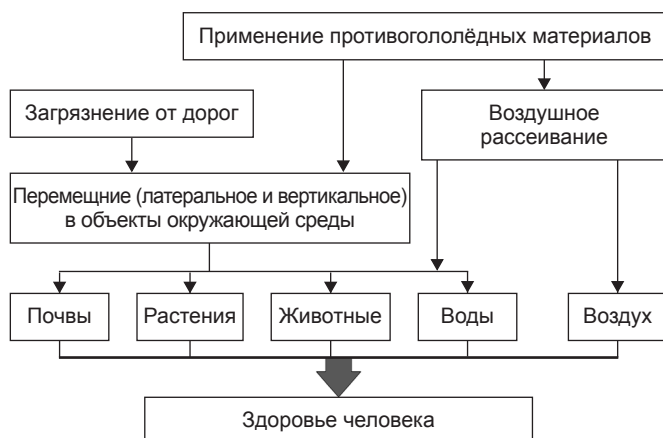 Применение противогололёдных материалов
Загрязнение от дорог
Воздушное
рассеивание
Перемещние (латеральное и вертикальное)
в объекты окружающей среды
Почвы
Растения
Животные
Воды
Воздух
Здоровье человека